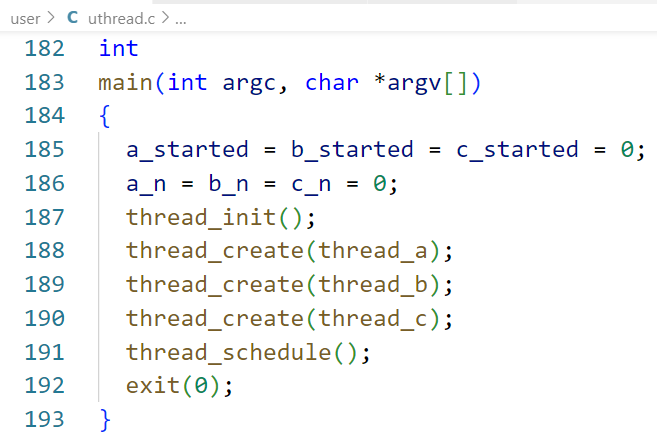 user > C uthread.c > ...
182 int
183 main(int argc, char *argv[])
184 {
185   a_started = b_started = c_started = 0;
186   a_n = b_n = c_n = 0;
187   thread_init();
188   thread_create(thread_a);
189   thread_create(thread_b);
190   thread_create(thread_c);
191   thread_schedule();
192   exit(0);
193 }